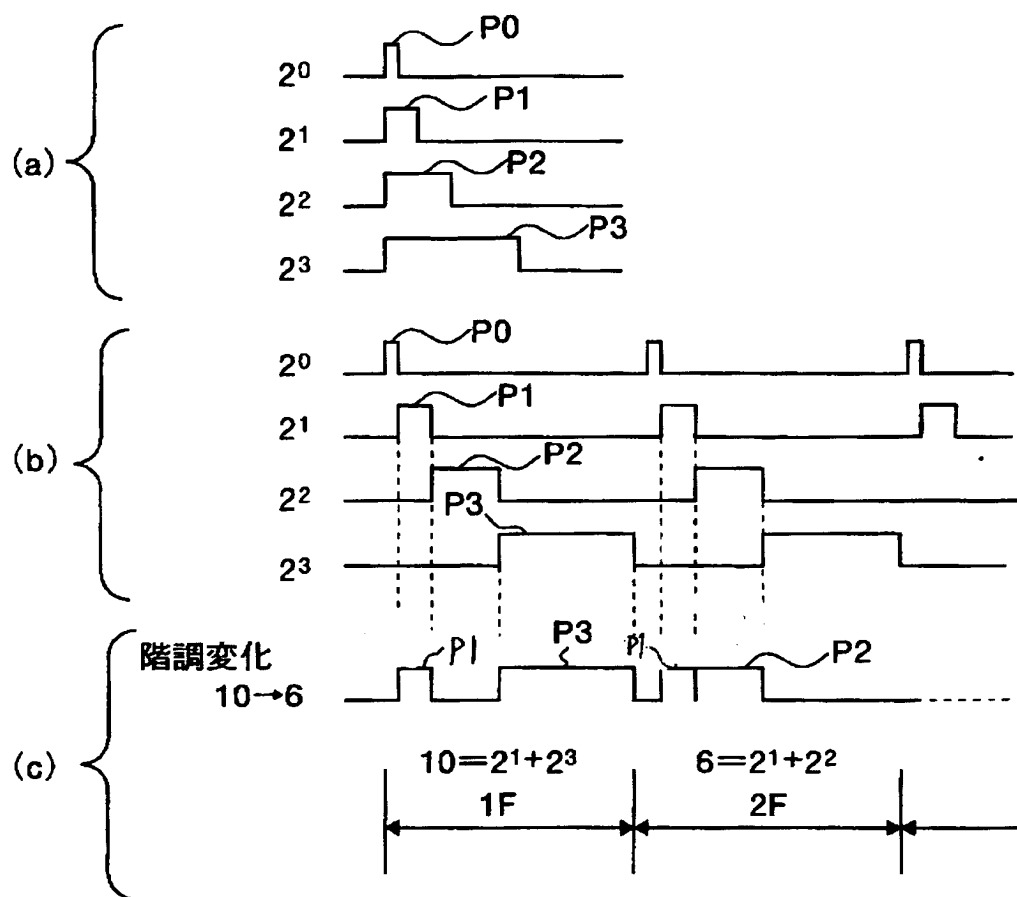 (a)
P0
2⁰
P1
2¹
P2
2²
P3
2³
(b)
P0
2⁰
P1
2¹
P2
2²
P3
2³
(c)
階調変化
10→6
P1
P3
P1
P2
10=2¹+2³
6=2¹+2²
1F
2F